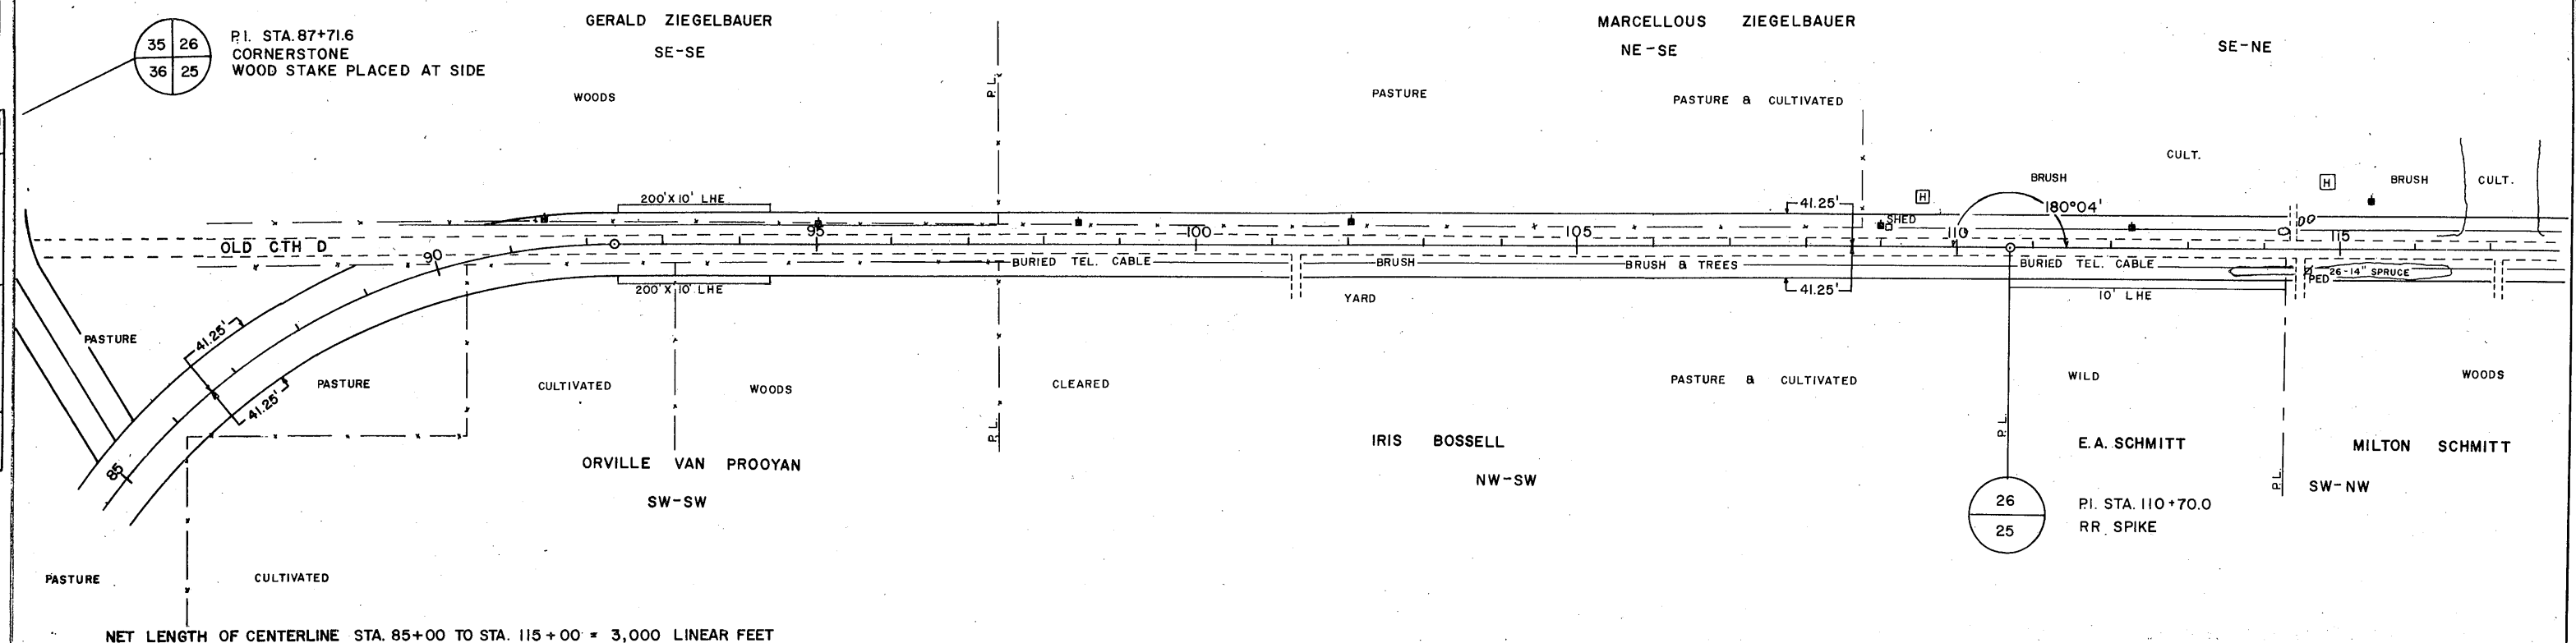 GERALD ZIEGELBAUER
MARCELLOUS ZIEGELBAUER
35 26
36 25
P.I. STA. 87+71.6
CORNERSTONE
WOOD STAKE PLACED AT SIDE
SE-SE
NE-SE
SE-NE
WOODS
P.L.
PASTURE
PASTURE & CULTIVATED
CULT.
BRUSH
H
H
BRUSH
CULT.
200'X10' LHE
41.25'
SHED
180°04'
OLD CTH D
90
95
100
105
110
115
BURIED TEL. CABLE
BRUSH
BRUSH & TREES
BURIED TEL. CABLE
PED
26-14" SPRUCE
200'X10' LHE
YARD
41.25'
10' LHE
PASTURE
41.25'
41.25'
PASTURE
CULTIVATED
WOODS
CLEARED
PASTURE & CULTIVATED
WILD
WOODS
P.L.
P.L.
P.L.
85
ORVILLE VAN PROOYAN
SW-SW
IRIS BOSSELL
NW-SW
E.A. SCHMITT
MILTON SCHMITT
SW-NW
26
25
P.I. STA. 110+70.0
RR SPIKE
PASTURE
CULTIVATED
NET LENGTH OF CENTERLINE STA. 85+00 TO STA. 115+00 = 3,000 LINEAR FEET